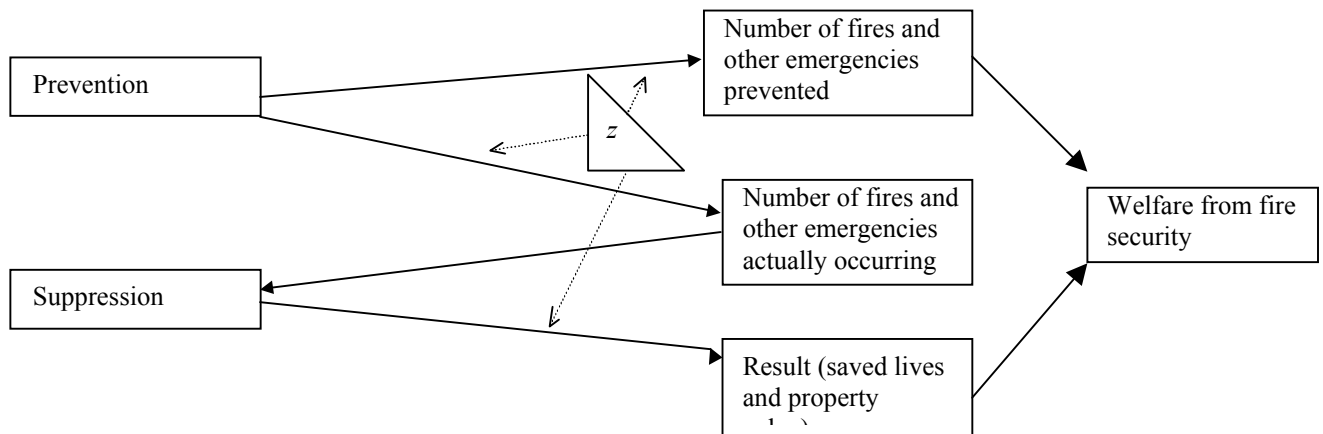 Number of fires and
other emergencies
prevented
Prevention
z
Number of fires and
other emergencies
actually occurring
Welfare from fire
security
Suppression
Result (saved lives
and property